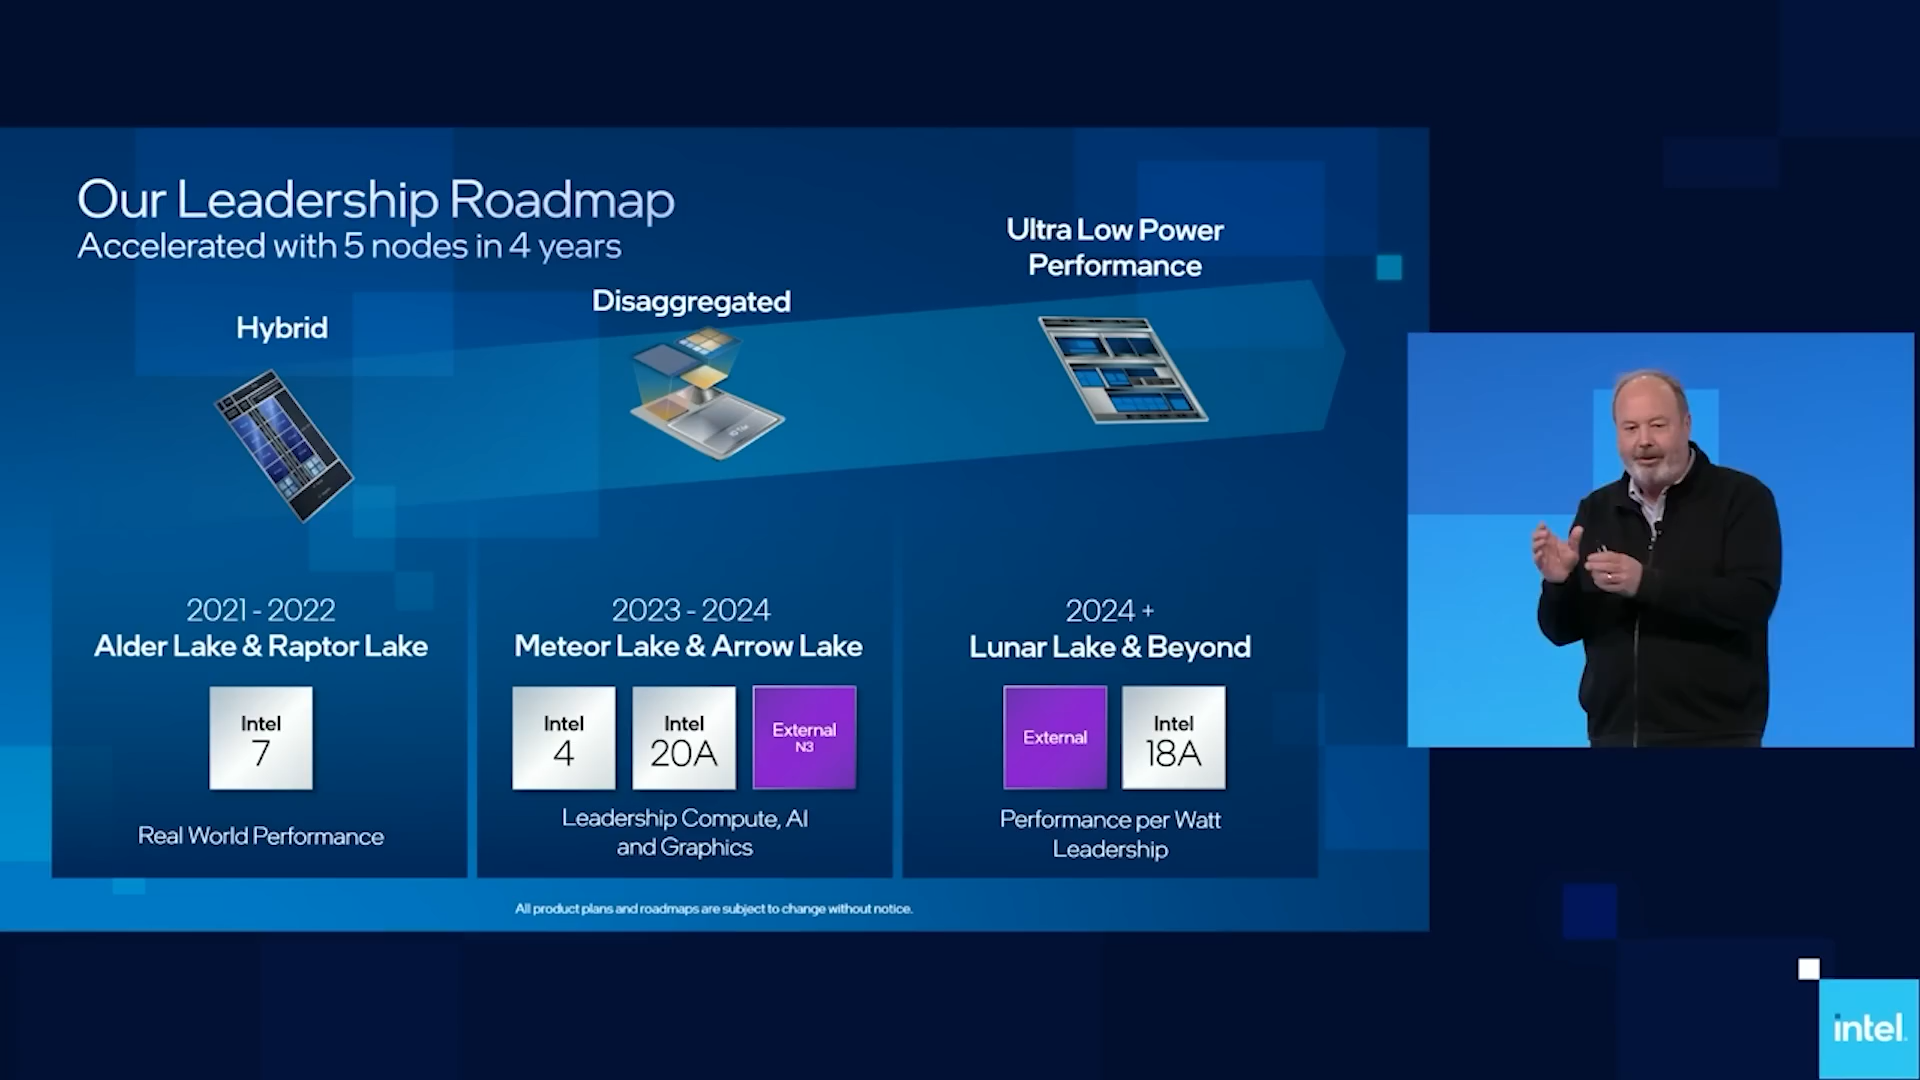 Our Leadership Roadmap
Accelerated with 5 nodes in 4 years
Hybrid
Disaggregated
Ultra Low Power
Performance
2021 - 2022
Alder Lake & Raptor Lake
Intel
7
Real World Performance
2023 - 2024
Meteor Lake & Arrow Lake
Intel
4
Intel
20A
External
N3
Leadership Compute, AI
and Graphics
2024 +
Lunar Lake & Beyond
External
Intel
18A
Performance per Watt
Leadership
All product plans and roadmaps are subject to change without notice.
intel.